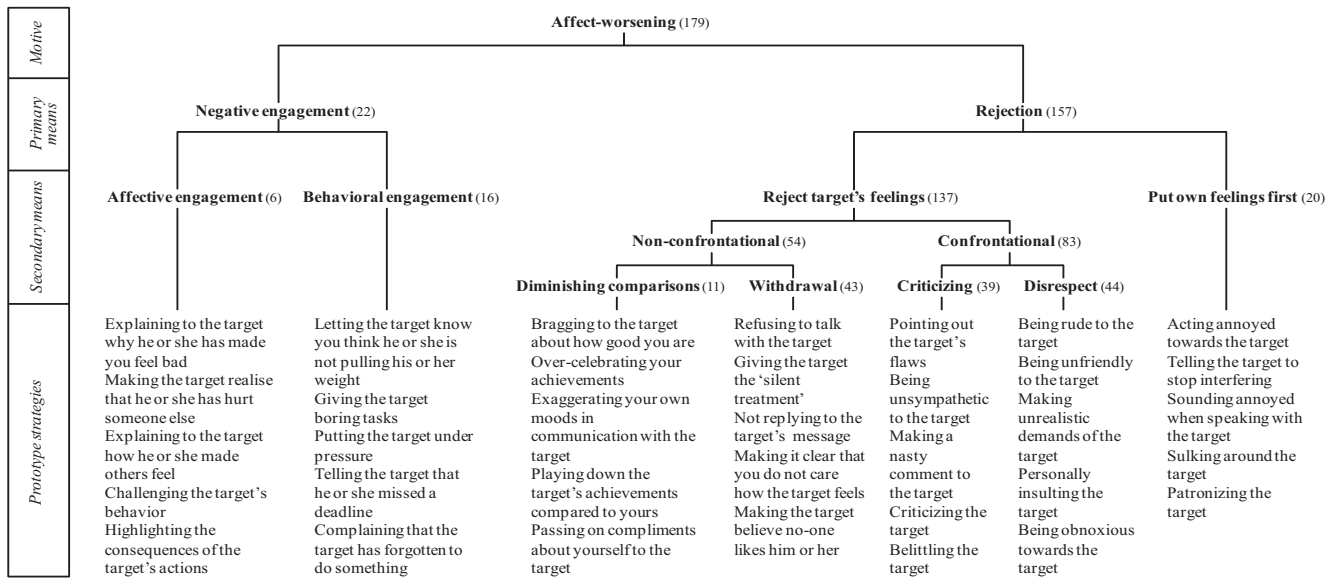 Motive
Affect-worsening (179)
Primary
means
Negative engagement (22)
Rejection (157)
Secondary means
Affective engagement (6)
Behavioral engagement (16)
Reject target's feelings (137)
Put own feelings first (20)
Non-confrontational (54)
Confrontational (83)
Diminishing comparisons (11)
Withdrawal (43)
Criticizing (39)
Disrespect (44)
Prototype strategies
Explaining to the target
why he or she has made
you feel bad
Making the target realise
that he or she has hurt
someone else
Explaining to the target
how he or she made
others feel
Challenging the target's
behavior
Highlighting the
consequences of the
target's actions
Letting the target know
you think he or she is
not pulling his or her
weight
Giving the target
boring tasks
Putting the target under
pressure
Telling the target that
he or she missed a
deadline
Complaining that the
target has forgotten to
do something
Bragging to the target
about how good you are
Over-celebrating your
achievements
Exaggerating your own
moods in
communication with the
target
Playing down the
target's achievements
compared to yours
Passing on compliments
about yourself to the
target
Refusing to talk
with the target
Giving the target
the 'silent
treatment'
Not replying to the
target's message
Making it clear that
you do not care
how the target feels
Making the target
believe no-one
likes him or her
Pointing out
the target's
flaws
Being
unsympathetic
to the target
Making a
nasty
comment to
the target
Criticizing the
target
Belittling the
target
Being rude to the
target
Being unfriendly
to the target
Making
unrealistic
demands of the
target
Personally
insulting the
target
Being obnoxious
towards the
target
Acting annoyed
towards the target
Telling the target to
stop interfering
Sounding annoyed
when speaking with
the target
Sulking around the
target
Patronizing the
target